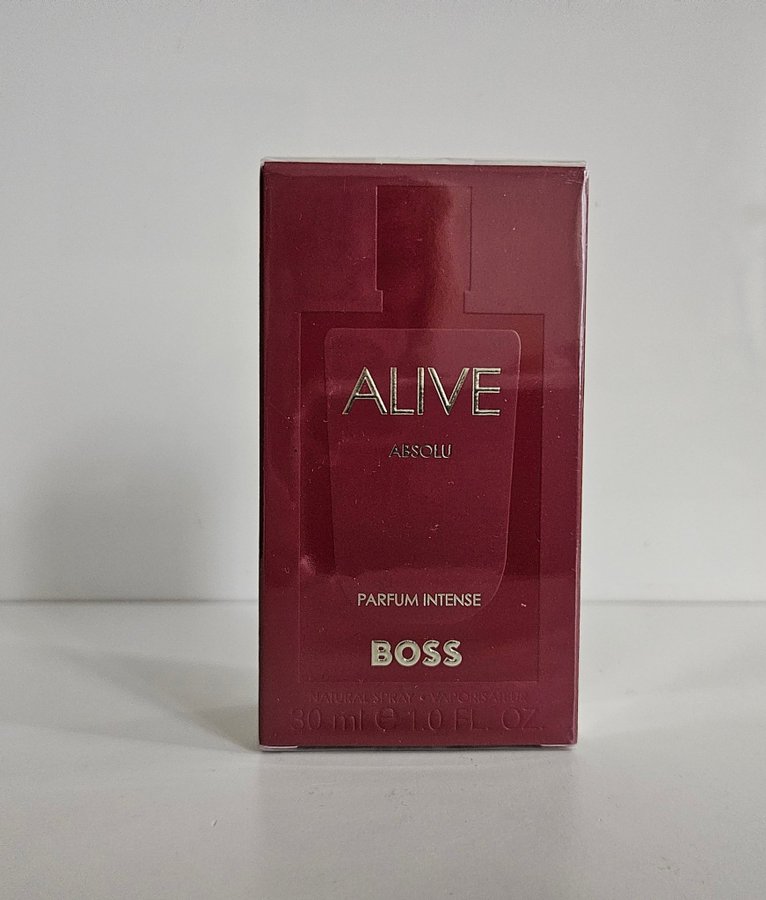 ALIVE
ABSOLU
PARFUM INTENSE
BOSS
NATURAL SPRAY • VAPORISATEUR
30 ml ℮ 1.0 FL. OZ.